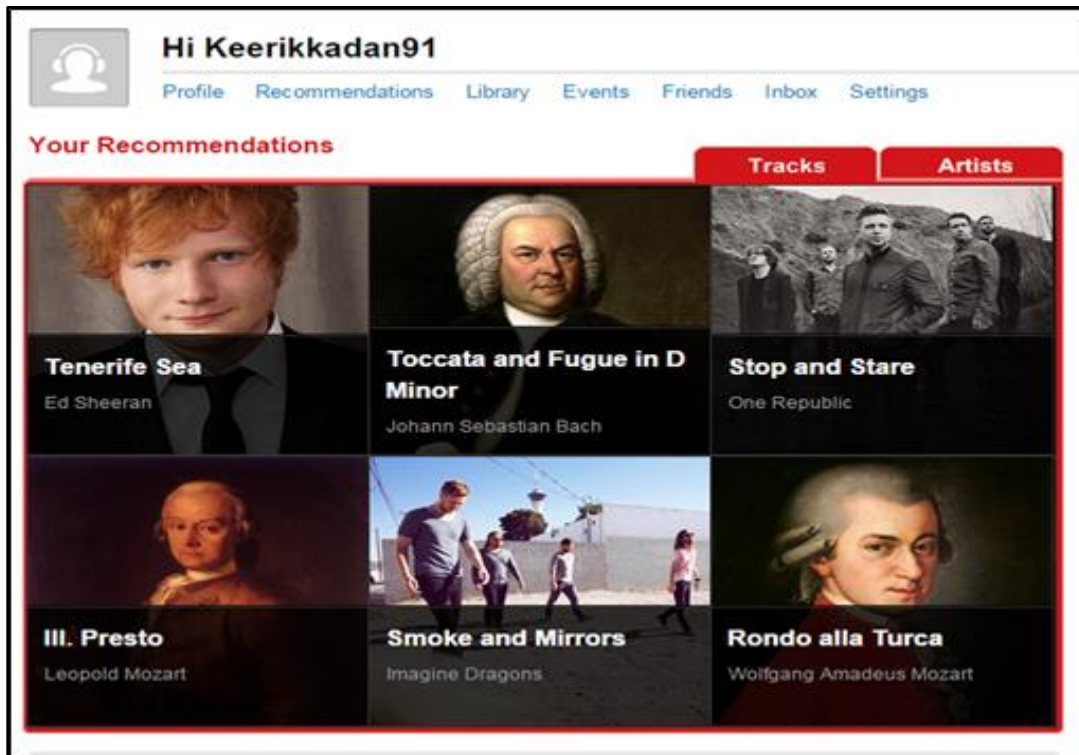 Hi Keerikkadan91
Profile Recommendations Library Events Friends Inbox Settings
Your Recommendations
Tracks Artists
Tenerife Sea
Ed Sheeran
Toccata and Fugue in D
Minor
Johann Sebastian Bach
Stop and Stare
One Republic
III. Presto
Leopold Mozart
Smoke and Mirrors
Imagine Dragons
Rondo alla Turca
Wolfgang Amadeus Mozart